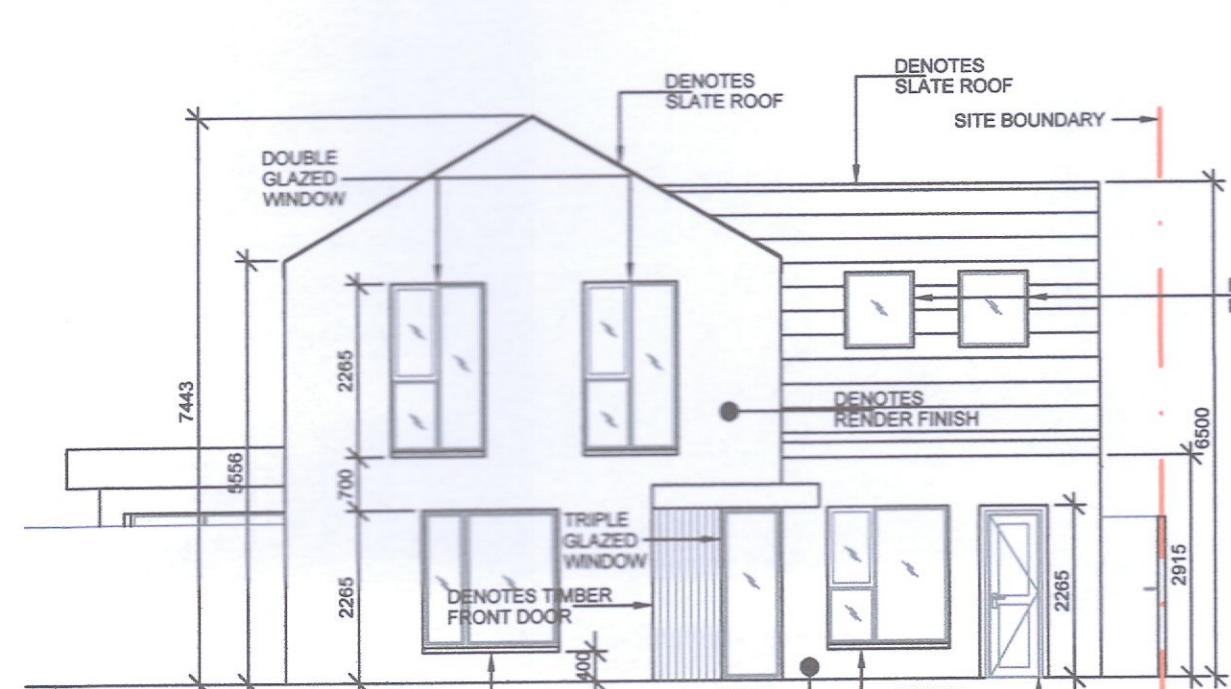 DENOTES
SLATE ROOF
DENOTES
SLATE ROOF
SITE BOUNDARY
DOUBLE
GLAZED
WINDOW
7443
5556
2265
700
2265
DENOTES
RENDER FINISH
6500
2915
TRIPLE
GLAZED
WINDOW
DENOTES TIMBER
FRONT DOOR
400
2265